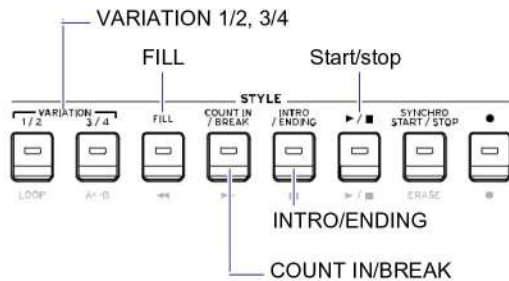 VARIATION 1/2, 3/4
FILL Start/stop
STYLE
VARIATION
1 / 2 3 / 4 FILL COUNT IN / BREAK INTRO / ENDING ▶ / ■ SYNCHRO START / STOP ●
LOOP ◀◀ ▶ / ■ ERASE ●
INTRO/ENDING
COUNT IN/BREAK